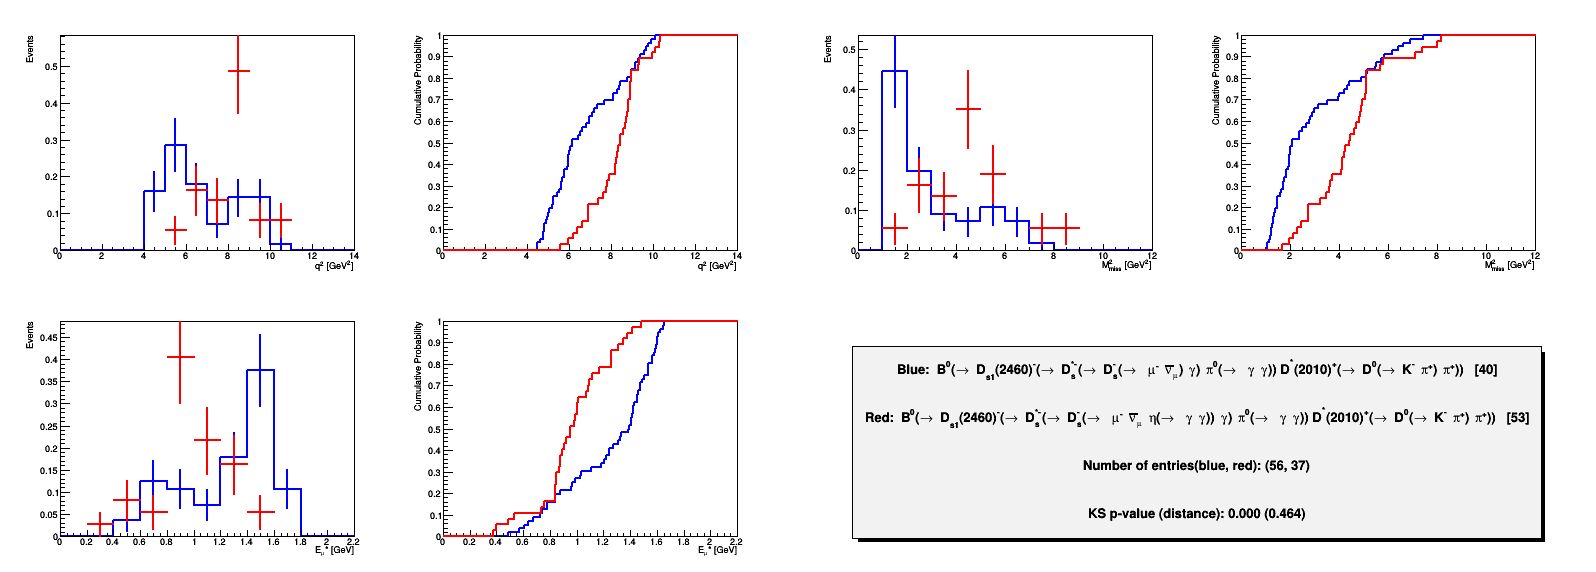 Events
0.5
0.4
0.3
0.2
0.1
0
0 2 4 6 8 10 12 14
q² [GeV²]
Cumulative Probability
1
0.9
0.8
0.7
0.6
0.5
0.4
0.3
0.2
0.1
0
0 2 4 6 8 10 12 14
q² [GeV²]
Events
0.5
0.4
0.3
0.2
0.1
0
0 2 4 6 8 10 12
M²miss [GeV²]
Cumulative Probability
1
0.9
0.8
0.7
0.6
0.5
0.4
0.3
0.2
0.1
0
0 2 4 6 8 10 12
M²miss [GeV²]
Events
0.45
0.4
0.35
0.3
0.25
0.2
0.15
0.1
0.05
0
0 0.2 0.4 0.6 0.8 1 1.2 1.4 1.6 1.8 2 2.2
Eμ* [GeV]
Cumulative Probability
1
0.9
0.8
0.7
0.6
0.5
0.4
0.3
0.2
0.1
0
0 0.2 0.4 0.6 0.8 1 1.2 1.4 1.6 1.8 2 2.2
Eμ* [GeV]
Blue: B⁰(→ Ds1(2460)⁻(→ Ds*⁻(→ Ds⁻(→ μ⁻ ν̅μ) γ) π⁰(→ γ γ)) D*(2010)⁺(→ D⁰(→ K⁻ π⁺) π⁺)) [40]
Red: B⁰(→ Ds1(2460)⁻(→ Ds*⁻(→ Ds⁻(→ μ⁻ ν̅μ η(→ γ γ)) γ) π⁰(→ γ γ)) D*(2010)⁺(→ D⁰(→ K⁻ π⁺) π⁺)) [53]
Number of entries(blue, red): (56, 37)
KS p-value (distance): 0.000 (0.464)